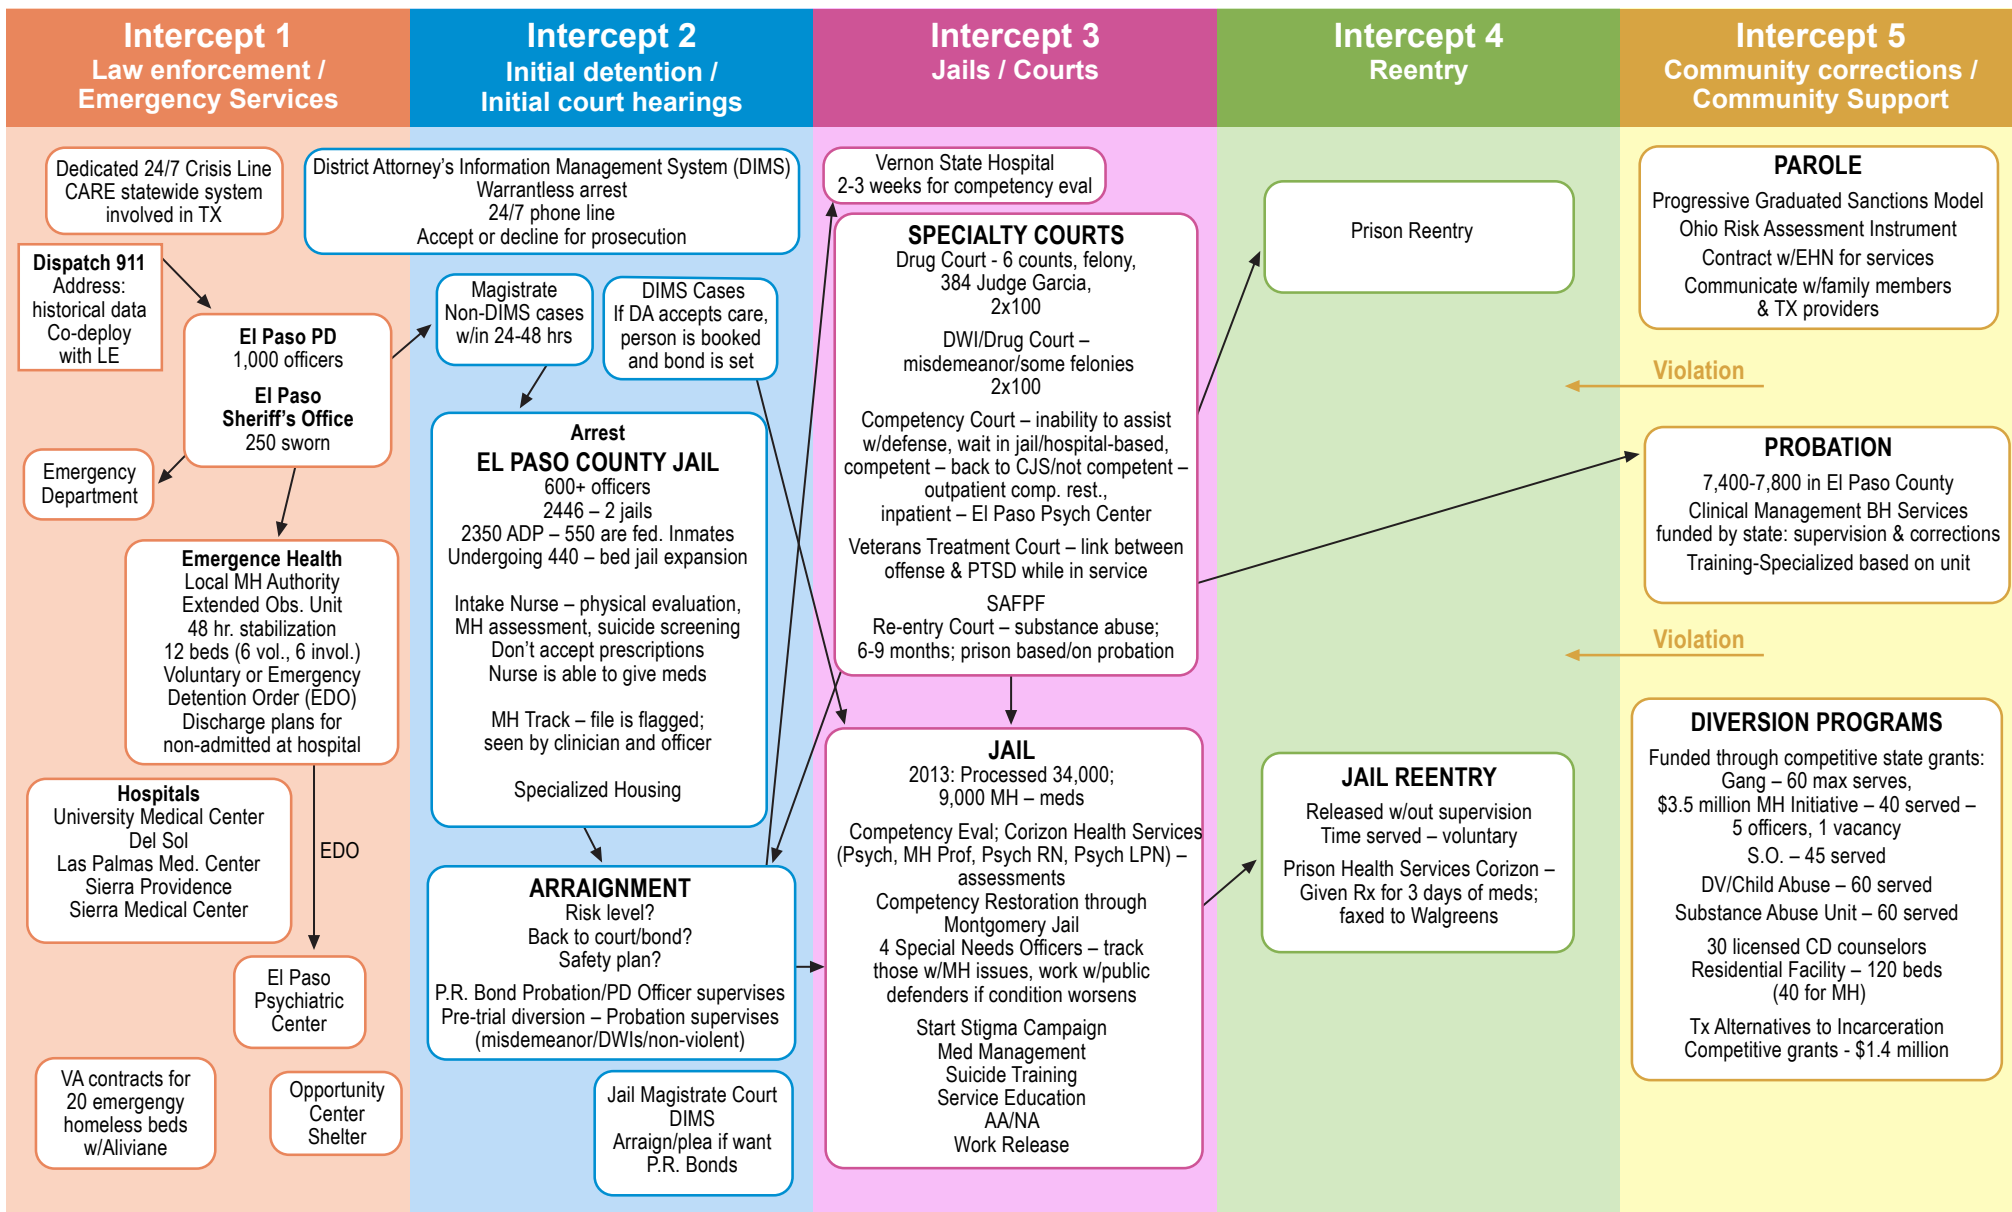 Intercept 1
Law enforcement /
Emergency Services
Dedicated 24/7 Crisis Line
CARE statewide system
involved in TX
Dispatch 911
Address:
historical data
Co-deploy
with LE
El Paso PD
1,000 officers
El Paso
Sheriff's Office
250 sworn
Emergency
Department
Emergence Health
Local MH Authority
Extended Obs. Unit
48 hr. stabilization
12 beds (6 vol., 6 invol.)
Voluntary or Emergency
Detention Order (EDO)
Discharge plans for
non-admitted at hospital
Hospitals
University Medical Center
Del Sol
Las Palmas Med. Center
Sierra Providence
Sierra Medical Center
EDO
El Paso
Psychiatric
Center
VA contracts for
20 emergengy
homeless beds
w/Aliviane
Opportunity
Center
Shelter
Intercept 2
Initial detention /
Initial court hearings
District Attorney's Information Management System (DIMS)
Warrantless arrest
24/7 phone line
Accept or decline for prosecution
Magistrate
Non-DIMS cases
w/in 24-48 hrs
DIMS Cases
If DA accepts care,
person is booked
and bond is set
Arrest
EL PASO COUNTY JAIL
600+ officers
2446 – 2 jails
2350 ADP – 550 are fed. Inmates
Undergoing 440 – bed jail expansion
Intake Nurse – physical evaluation,
MH assessment, suicide screening
Don't accept prescriptions
Nurse is able to give meds
MH Track – file is flagged;
seen by clinician and officer
Specialized Housing
ARRAIGNMENT
Risk level?
Back to court/bond?
Safety plan?
P.R. Bond Probation/PD Officer supervises
Pre-trial diversion – Probation supervises
(misdemeanor/DWIs/non-violent)
Jail Magistrate Court
DIMS
Arraign/plea if want
P.R. Bonds
Intercept 3
Jails / Courts
Vernon State Hospital
2-3 weeks for competency eval
SPECIALTY COURTS
Drug Court - 6 counts, felony,
384 Judge Garcia,
2x100
DWI/Drug Court –
misdemeanor/some felonies
2x100
Competency Court – inability to assist
w/defense, wait in jail/hospital-based,
competent – back to CJS/not competent –
outpatient comp. rest.,
inpatient – El Paso Psych Center
Veterans Treatment Court – link between
offense & PTSD while in service
SAFPF
Re-entry Court – substance abuse;
6-9 months; prison based/on probation
JAIL
2013: Processed 34,000;
9,000 MH – meds
Competency Eval; Corizon Health Services
(Psych, MH Prof, Psych RN, Psych LPN) –
assessments
Competency Restoration through
Montgomery Jail
4 Special Needs Officers – track
those w/MH issues, work w/public
defenders if condition worsens
Start Stigma Campaign
Med Management
Suicide Training
Service Education
AA/NA
Work Release
Intercept 4
Reentry
Prison Reentry
JAIL REENTRY
Released w/out supervision
Time served – voluntary
Prison Health Services Corizon –
Given Rx for 3 days of meds;
faxed to Walgreens
Intercept 5
Community corrections /
Community Support
PAROLE
Progressive Graduated Sanctions Model
Ohio Risk Assessment Instrument
Contract w/EHN for services
Communicate w/family members
& TX providers
Violation
PROBATION
7,400-7,800 in El Paso County
Clinical Management BH Services
funded by state: supervision & corrections
Training-Specialized based on unit
Violation
DIVERSION PROGRAMS
Funded through competitive state grants:
Gang – 60 max serves,
$3.5 million MH Initiative – 40 served –
5 officers, 1 vacancy
S.O. – 45 served
DV/Child Abuse – 60 served
Substance Abuse Unit – 60 served
30 licensed CD counselors
Residential Facility – 120 beds
(40 for MH)
Tx Alternatives to Incarceration
Competitive grants - $1.4 million